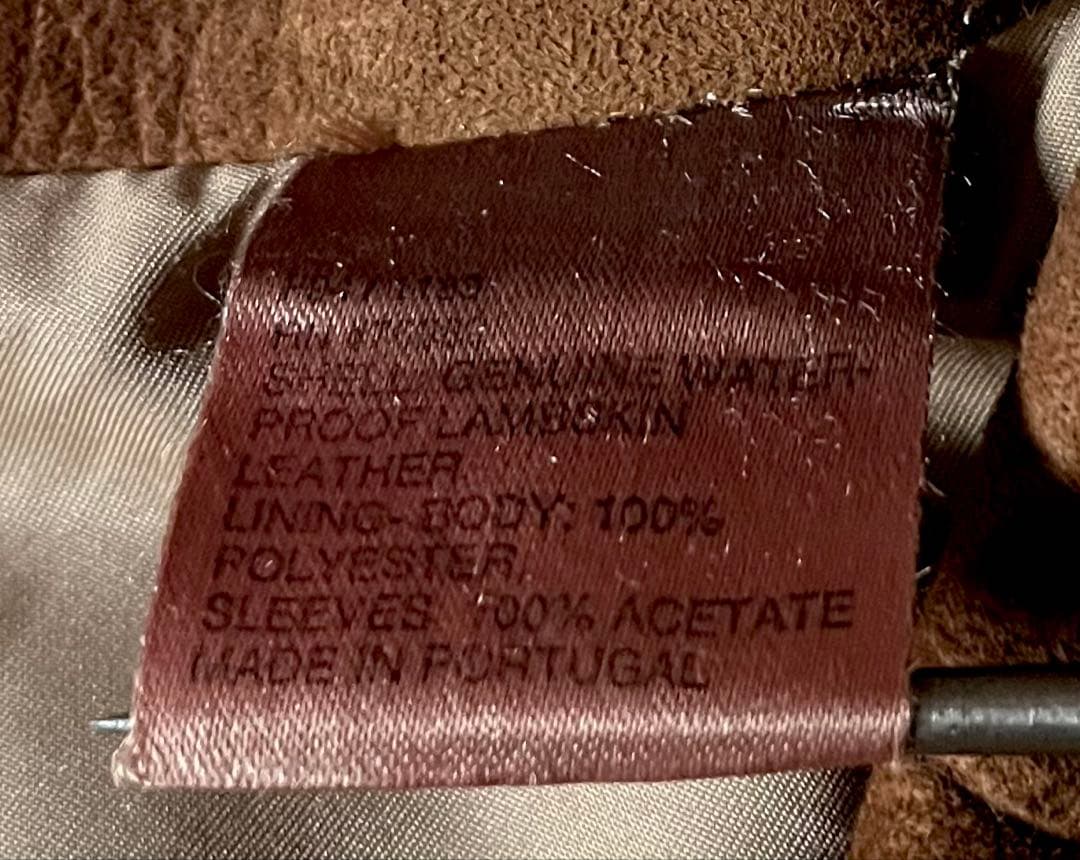 SHELL: GENUINE WATER-
PROOF LAMBSKIN
LEATHER.
LINING- BODY: 100%
POLYESTER.
SLEEVES: 100% ACETATE
MADE IN PORTUGAL